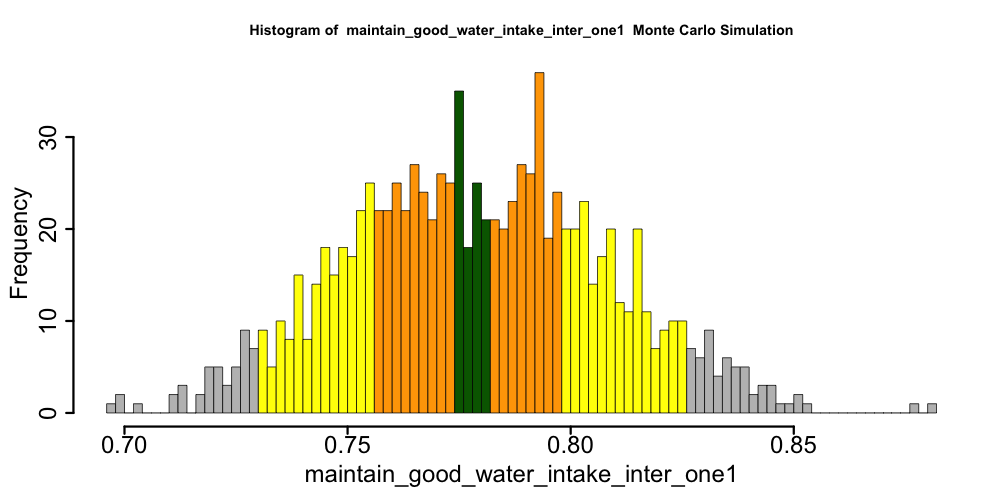 Histogram of maintain_good_water_intake_inter_one1 Monte Carlo Simulation
Frequency
30
20
10
0
0.70 0.75 0.80 0.85
maintain_good_water_intake_inter_one1